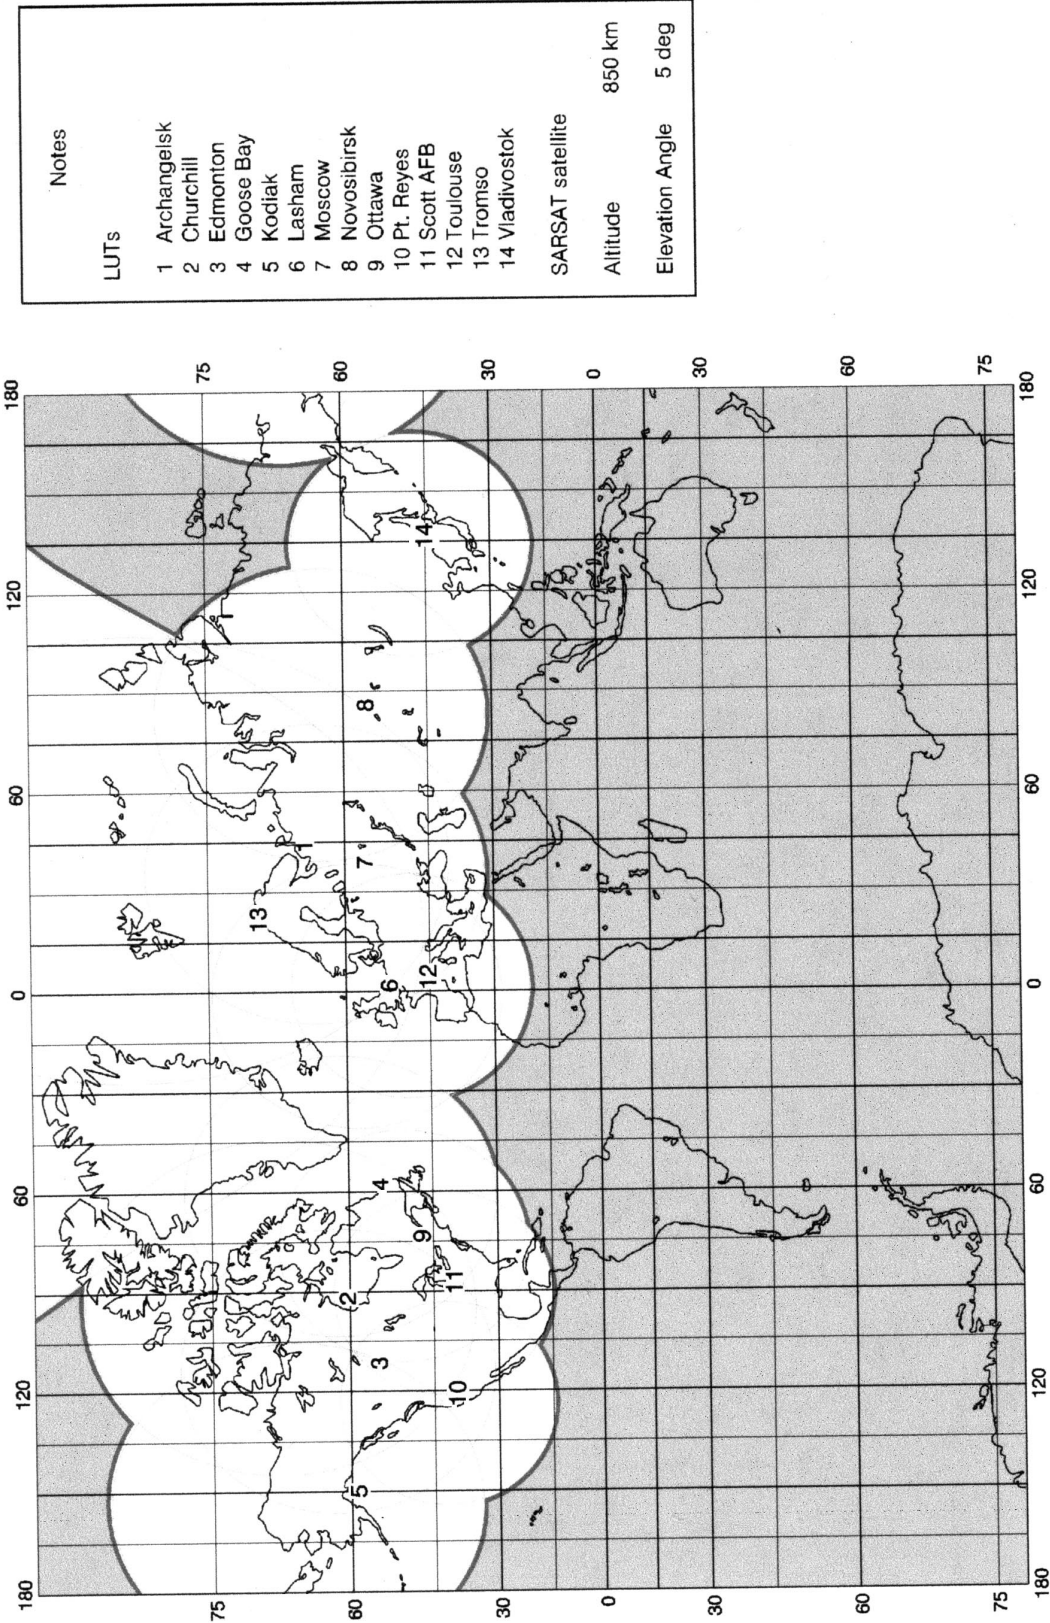 180
120
60
0
60
120
180
75
60
30
0
30
60
75
75
60
30
0
30
60
75
180
120
60
0
60
120
180
13
8
7
6
12
14
4
2
9
3
11
10
5
Notes
LUTs
1 Archangelsk
2 Churchill
3 Edmonton
4 Goose Bay
5 Kodiak
6 Lasham
7 Moscow
8 Novosibirsk
9 Ottawa
10 Pt. Reyes
11 Scott AFB
12 Toulouse
13 Tromso
14 Vladivostok
SARSAT satellite
Altitude 850 km
Elevation Angle 5 deg